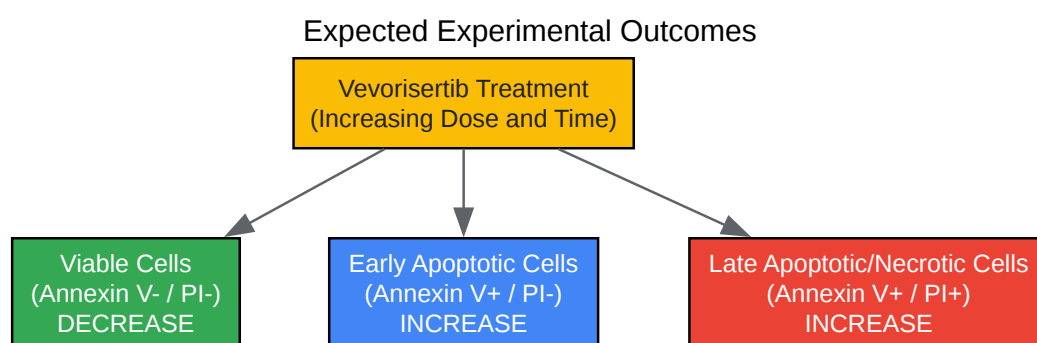 Expected Experimental Outcomes
Vevorisertib Treatment
(Increasing Dose and Time)
Viable Cells
(Annexin V- / PI-)
DECREASE
Early Apoptotic Cells
(Annexin V+ / PI-)
INCREASE
Late Apoptotic/Necrotic Cells
(Annexin V+ / PI+)
INCREASE